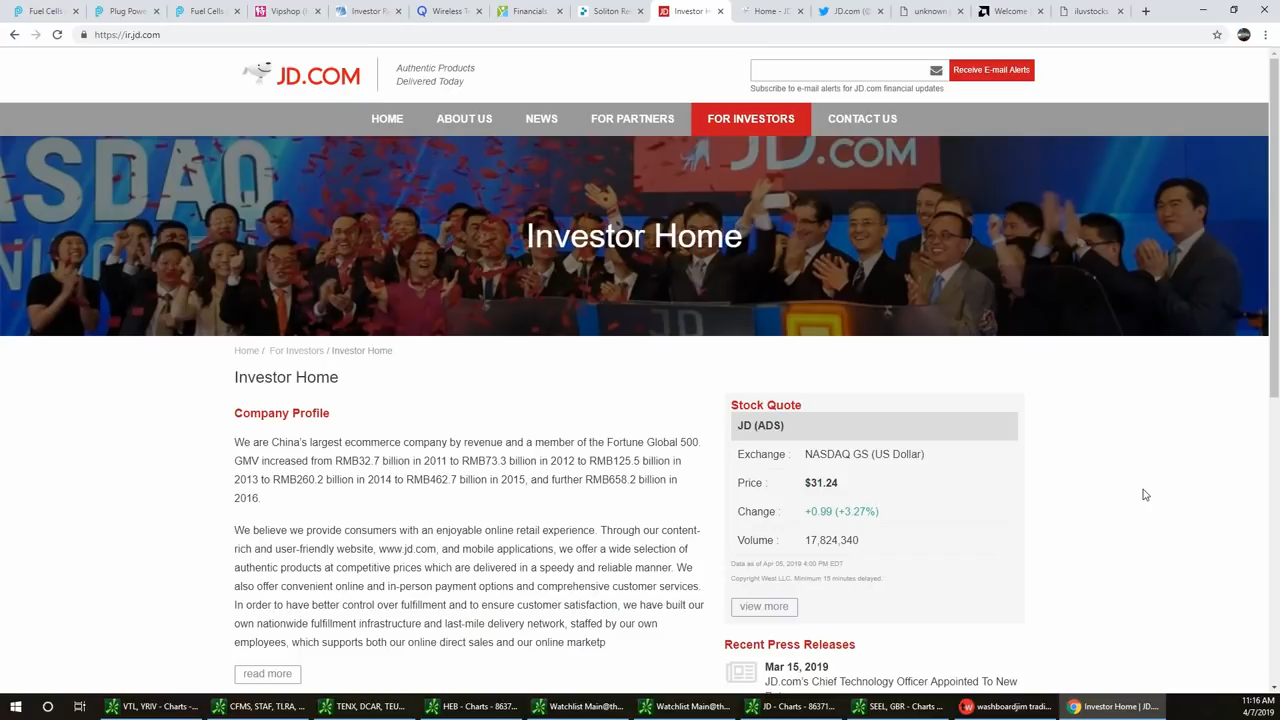 Fuel Cells
Plug Power
Fuel Cells
Vipshop
Wireless T
Financials
Soliton Re
Investor H
JD.com (I
ilunvstock
Welcome
ilustocks
https://ir.jd.com
JD.COM
Authentic Products
Delivered Today
Receive E-mail Alerts
Subscribe to e-mail alerts for JD.com financial updates
HOME
ABOUT US
NEWS
FOR PARTNERS
FOR INVESTORS
CONTACT US
JD.COM
Investor Home
Home / For Investors / Investor Home
Investor Home
Company Profile
We are China's largest ecommerce company by revenue and a member of the Fortune Global 500.
GMV increased from RMB32.7 billion in 2011 to RMB73.3 billion in 2012 to RMB125.5 billion in
2013 to RMB260.2 billion in 2014 to RMB462.7 billion in 2015, and further RMB658.2 billion in
2016.
We believe we provide consumers with an enjoyable online retail experience. Through our content-
rich and user-friendly website, www.jd.com, and mobile applications, we offer a wide selection of
authentic products at competitive prices which are delivered in a speedy and reliable manner. We
also offer convenient online and in-person payment options and comprehensive customer services.
In order to have better control over fulfillment and to ensure customer satisfaction, we have built our
own nationwide fulfillment infrastructure and last-mile delivery network, staffed by our own
employees, which supports both our online direct sales and our online marketp
read more
Stock Quote
JD (ADS)
Exchange : NASDAQ GS (US Dollar)
Price : $31.24
Change : +0.99 (+3.27%)
Volume : 17,824,340
Data as of Apr 05, 2019 4:00 PM EDT
Copyright West LLC. Minimum 15 minutes delayed.
view more
Recent Press Releases
Mar 15, 2019
JD.com's Chief Technology Officer Appointed To New
VTL, YRIV - Charts -...
CFMS, STAF, TLRA, ...
TENX, DCAR, TEU...
HEB - Charts - 8637...
Watchlist Main@th...
Watchlist Main@th...
JD - Charts - 86371...
SEEL, GBR - Charts ...
washboardjim tradi...
Investor Home | JD....
11:16 AM
4/7/2019